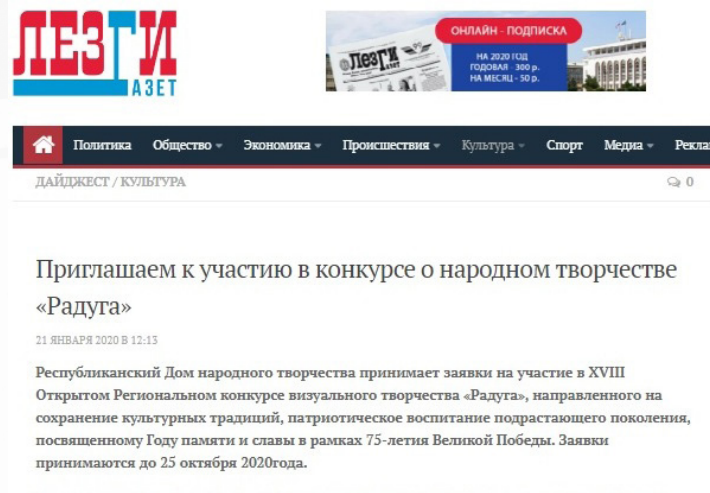 ЛЕЗГИ
АЗЕТ
ОНЛАЙН - ПОДПИСКА
НА 2020 ГОД
ГОДОВАЯ - 300 р.
НА МЕСЯЦ - 50 р.
Лезги
АЗЕТ
Политика Общество Экономика Происшествия Культура Спорт Медиа Рекла
ДАЙДЖЕСТ / КУЛЬТУРА 0
Приглашаем к участию в конкурсе о народном творчестве
«Радуга»
21 ЯНВАРЯ 2020 В 12:13
Республиканский Дом народного творчества принимает заявки на участие в XVIII
Открытом Региональном конкурсе визуального творчества «Радуга», направленного на
сохранение культурных традиций, патриотическое воспитание подрастающего поколения,
посвященному Году памяти и славы в рамках 75-летия Великой Победы. Заявки
принимаются до 25 октября 2020года.